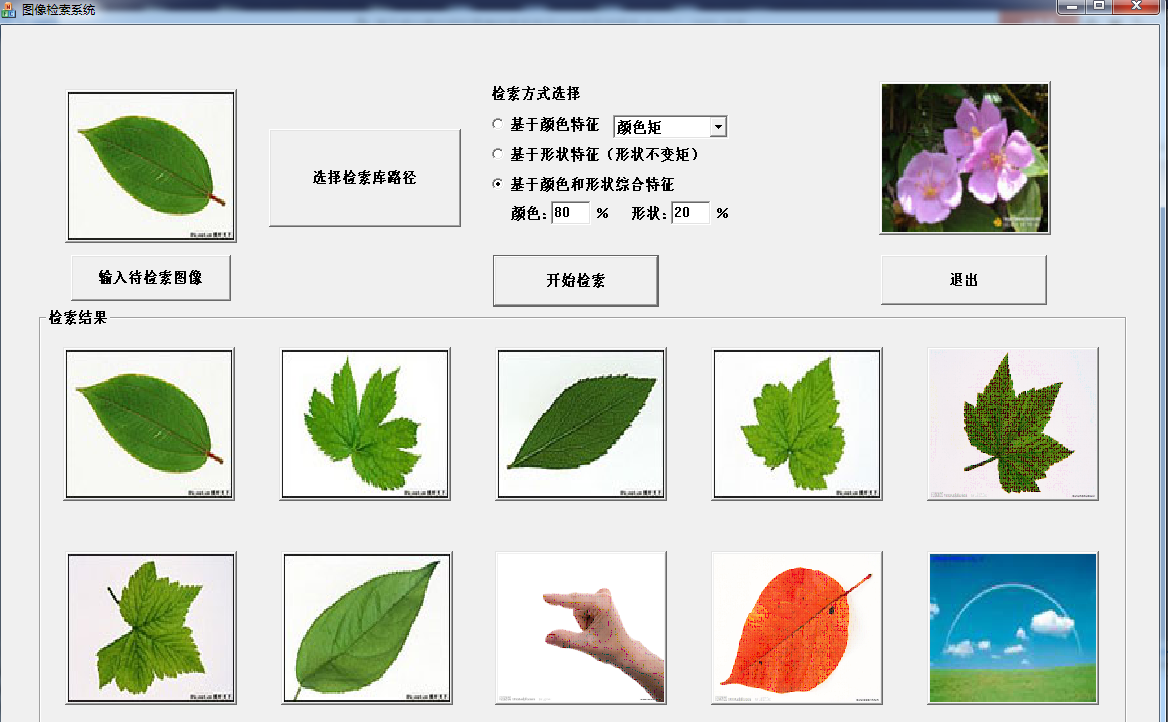 图像检索系统
检索方式选择
基于颜色特征 颜色矩
基于形状特征（形状不变矩）
基于颜色和形状综合特征
颜色: 80 % 形状: 20 %
选择检索库路径
输入待检索图像
开始检索
退出
检索结果